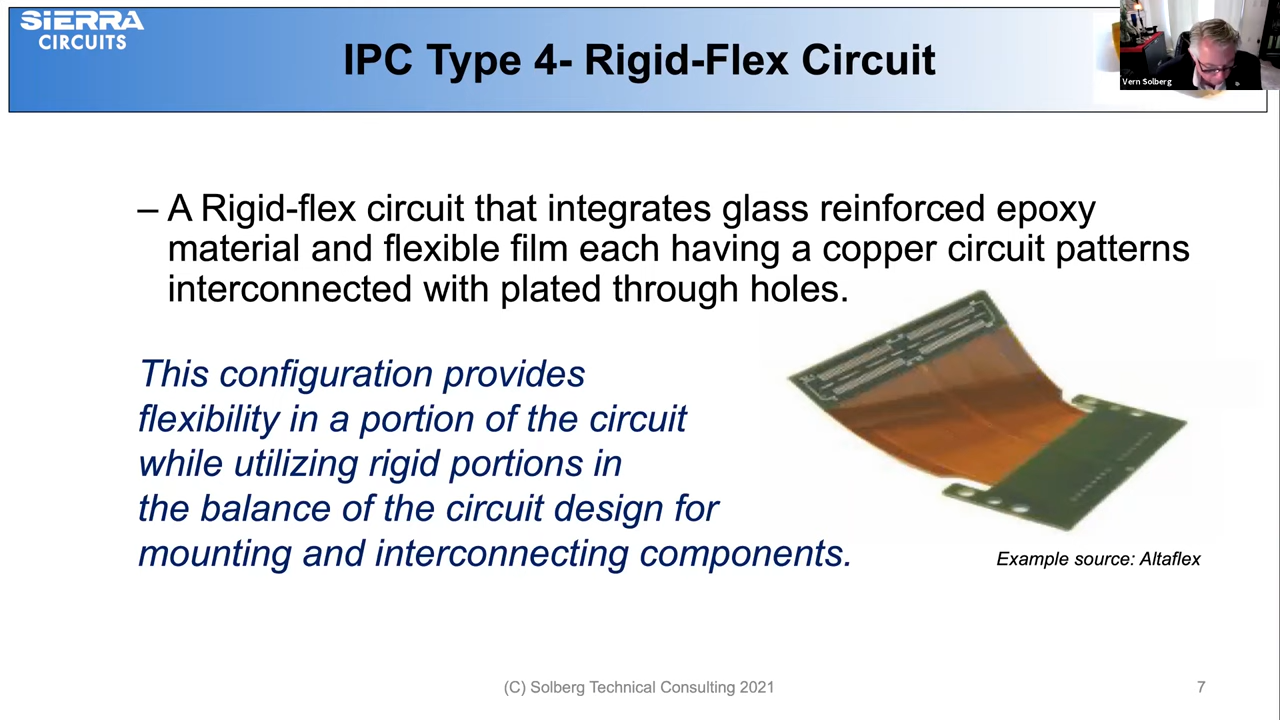 SiERRA
CIRCUITS
IPC Type 4- Rigid-Flex Circuit
Vern Solberg
– A Rigid-flex circuit that integrates glass reinforced epoxy
material and flexible film each having a copper circuit patterns
interconnected with plated through holes.
This configuration provides
flexibility in a portion of the circuit
while utilizing rigid portions in
the balance of the circuit design for
mounting and interconnecting components.
Example source: Altaflex
(C) Solberg Technical Consulting 2021
7